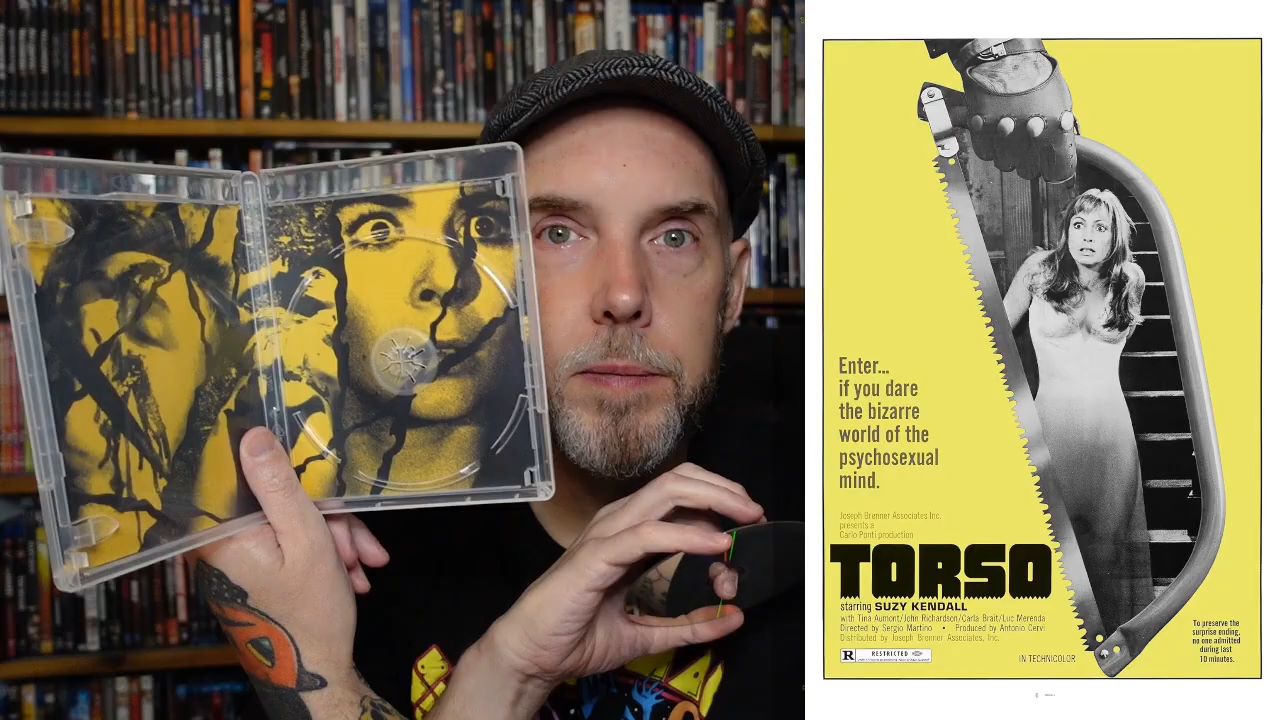 Enter...
if you dare
the bizarre
world of the
psychosexual
mind.
Joseph Brenner Associates Inc.
presents a
Carlo Ponti production
TORSO
starring SUZY KENDALL
with Tina Aumont/John Richardson/Carla Brait/Luc Merenda
Directed by Sergio Martino • Produced by Antonio Cervi
Distributed by Joseph Brenner Associates, Inc.
R RESTRICTED
IN TECHNICOLOR
To preserve the
surprise ending,
no one admitted
during last
10 minutes.